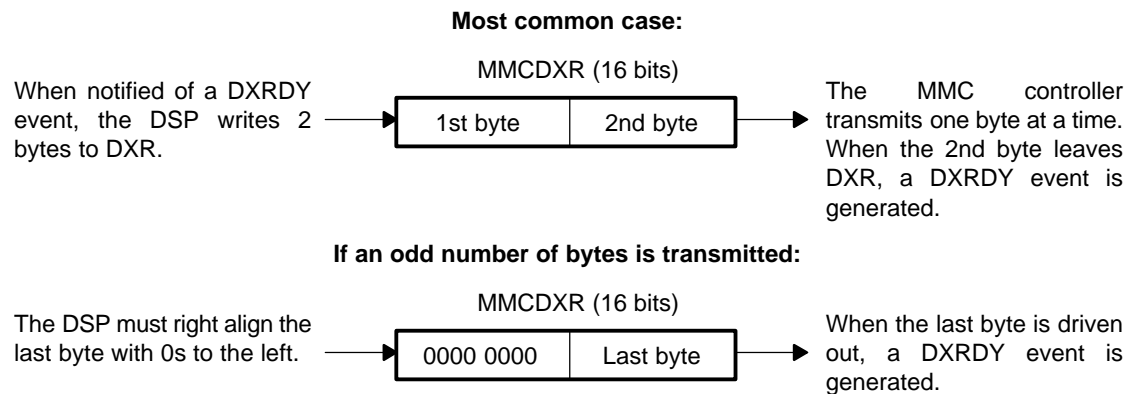 Most common case:
MMCDXR (16 bits)
When notified of a DXRDY
event, the DSP writes 2
bytes to DXR.
1st byte
2nd byte
The MMC controller
transmits one byte at a time.
When the 2nd byte leaves
DXR, a DXRDY event is
generated.
If an odd number of bytes is transmitted:
MMCDXR (16 bits)
The DSP must right align the
last byte with 0s to the left.
0000 0000
Last byte
When the last byte is driven
out, a DXRDY event is
generated.